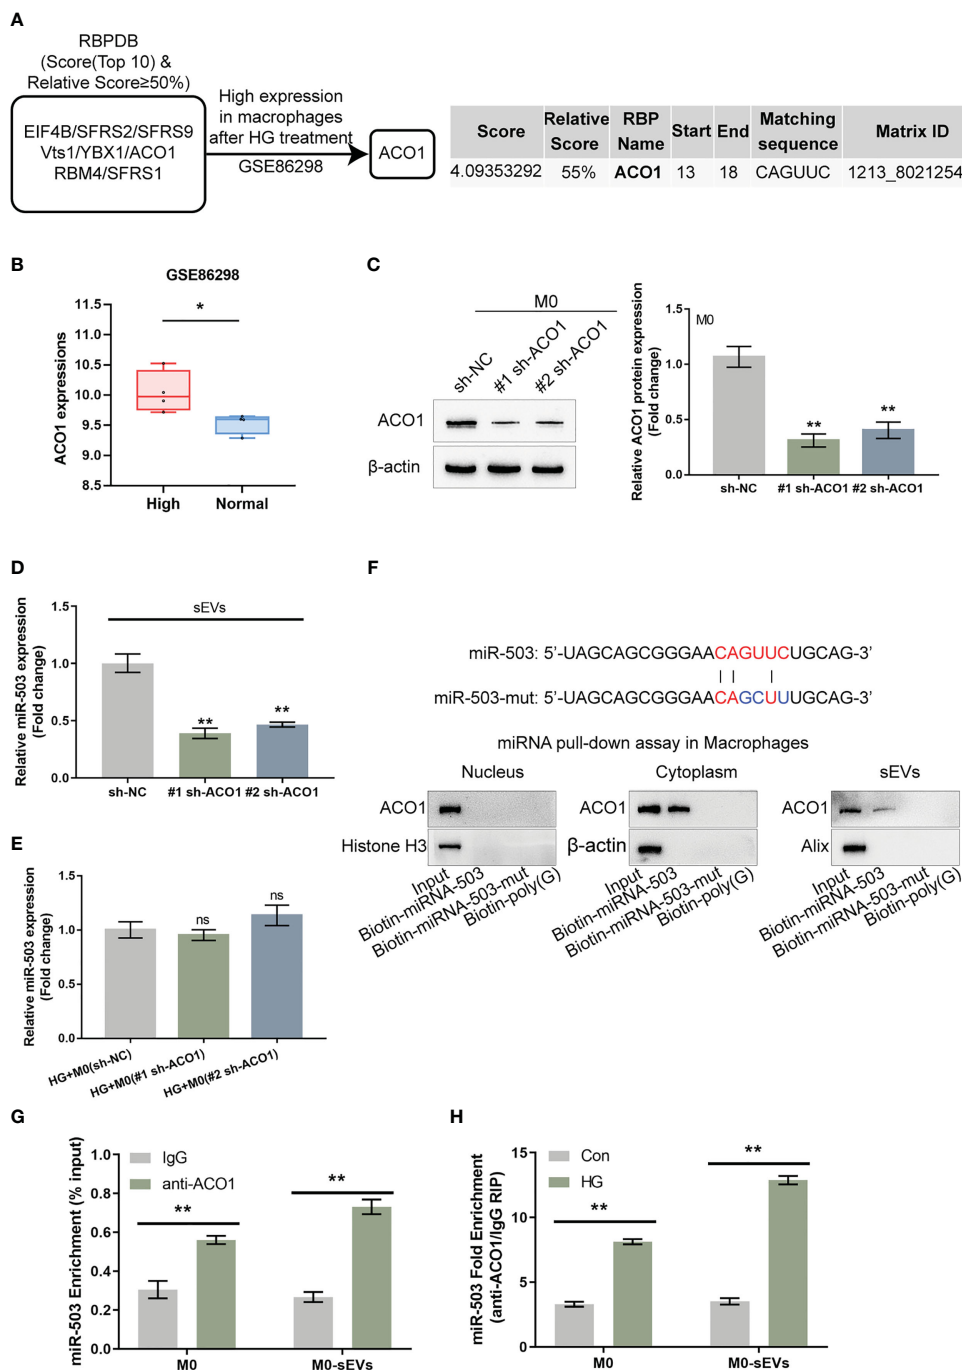 A
RBPDB
(Score(Top 10) &
Relative Score≥50%)
EIF4B/SFRS2/SFRS9
Vts1/YBX1/ACO1
RBM4/SFRS1
High expression
in macrophages
after HG treatment
GSE86298
ACO1
Score Relative Score RBP Name Start End Matching sequence Matrix ID
4.09353292 55% ACO1 13 18 CAGUUC 1213_8021254
B
GSE86298
*
ACO1 expressions
11.5
11.0
10.5
10.0
9.5
9.0
8.5
High Normal
C
M0
sh-NC
#1 sh-ACO1
#2 sh-ACO1
ACO1
β-actin
Relative ACO1 protein expression
(Fold change)
M0
1.5
1.0
0.5
0.0
** **
sh-NC #1 sh-ACO1 #2 sh-ACO1
D
sEVs
Relative miR-503 expression
(Fold change)
1.5
1.0
0.5
0.0
** **
sh-NC #1 sh-ACO1 #2 sh-ACO1
E
Relative miR-503 expression
(Fold change)
1.5
1.0
0.5
0.0
ns ns
HG+M0(sh-NC)
HG+M0(#1 sh-ACO1)
HG+M0(#2 sh-ACO1)
F
miR-503: 5'-UAGCAGCGGGAACAGUUCUGCAG-3'
miR-503-mut: 5'-UAGCAGCGGGAACAGCUUUGCAG-3'
miRNA pull-down assay in Macrophages
Nucleus Cytoplasm sEVs
ACO1
Histone H3
Input
Biotin-miRNA-503
Biotin-miRNA-503-mut
Biotin-poly(G)
ACO1
β-actin
Input
Biotin-miRNA-503
Biotin-miRNA-503-mut
Biotin-poly(G)
ACO1
Alix
Input
Biotin-miRNA-503
Biotin-miRNA-503-mut
Biotin-poly(G)
G
miR-503 Enrichment (% input)
1.0
0.8
0.6
0.4
0.2
0.0
IgG
anti-ACO1
** **
M0 M0-sEVs
H
miR-503 Fold Enrichment
(anti-ACO1/IgG RIP)
15
10
5
0
Con
HG
** **
M0 M0-sEVs